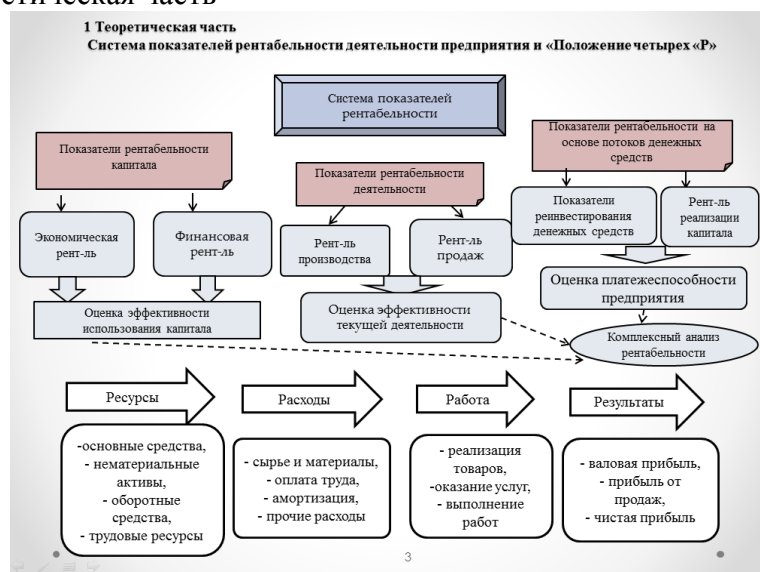 1 Теоретическая часть
Система показателей рентабельности деятельности предприятия и «Положение четырех «Р»
Система показателей
рентабельности
Показатели рентабельности
капитала
Экономическая
рент-ль
Финансовая
рент-ль
Оценка эффективности
использования капитала
Показатели рентабельности
деятельности
Рент-ль
производства
Рент-ль
продаж
Оценка эффективности
текущей деятельности
Показатели рентабельности на
основе потоков денежных
средств
Показатели
реинвестирования
денежных средств
Рент-ль
реализации
капитала
Оценка платежеспособности
предприятия
Комплексный анализ
рентабельности
Ресурсы
-основные средства,
- нематериальные
активы,
- оборотные
средства,
- трудовые ресурсы
Расходы
- сырье и материалы,
- оплата труда,
- амортизация,
- прочие расходы
Работа
- реализация
товаров,
-оказание услуг,
- выполнение
работ
Результаты
- валовая прибыль,
- прибыль от
продаж,
- чистая прибыль
3